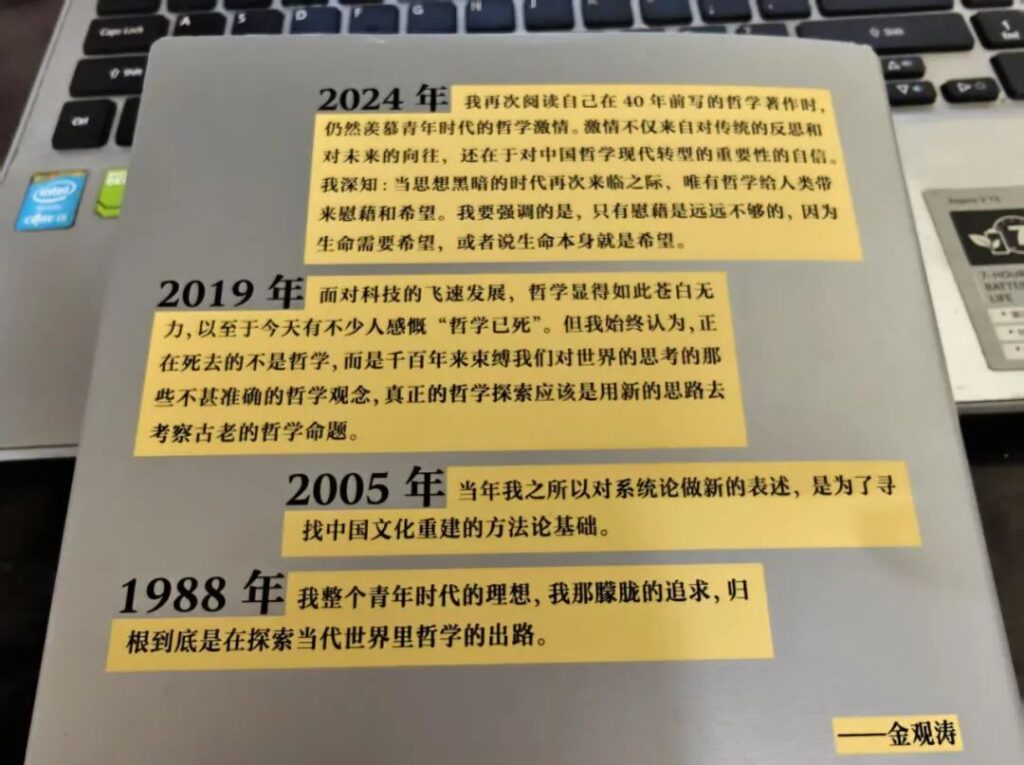 Caps Lock
A
G
H
J
Shift
Shift
Ctrl
End
intel
CORE i5
7
7-HOUR
BATTERY
LIFE
2024 年 我再次阅读自己在 40 年前写的哲学著作时,
仍然羡慕青年时代的哲学激情。激情不仅来自对传统的反思和
对未来的向往，还在于对中国哲学现代转型的重要性的自信。
我深知：当思想黑暗的时代再次来临之际，唯有哲学给人类带
来慰藉和希望。我要强调的是，只有慰藉是远远不够的，因为
生命需要希望，或者说生命本身就是希望。
2019 年 面对科技的飞速发展，哲学显得如此苍白无
力，以至于今天有不少人感慨“哲学已死”。但我始终认为，正
在死去的不是哲学，而是千百年来束缚我们对世界的思考的那
些不甚准确的哲学观念，真正的哲学探索应该是用新的思路去
考察古老的哲学命题。
2005 年 当年我之所以对系统论做新的表述，是为了寻
找中国文化重建的方法论基础。
1988 年 我整个青年时代的理想，我那朦胧的追求，归
根到底是在探索当代世界里哲学的出路。
——金观涛